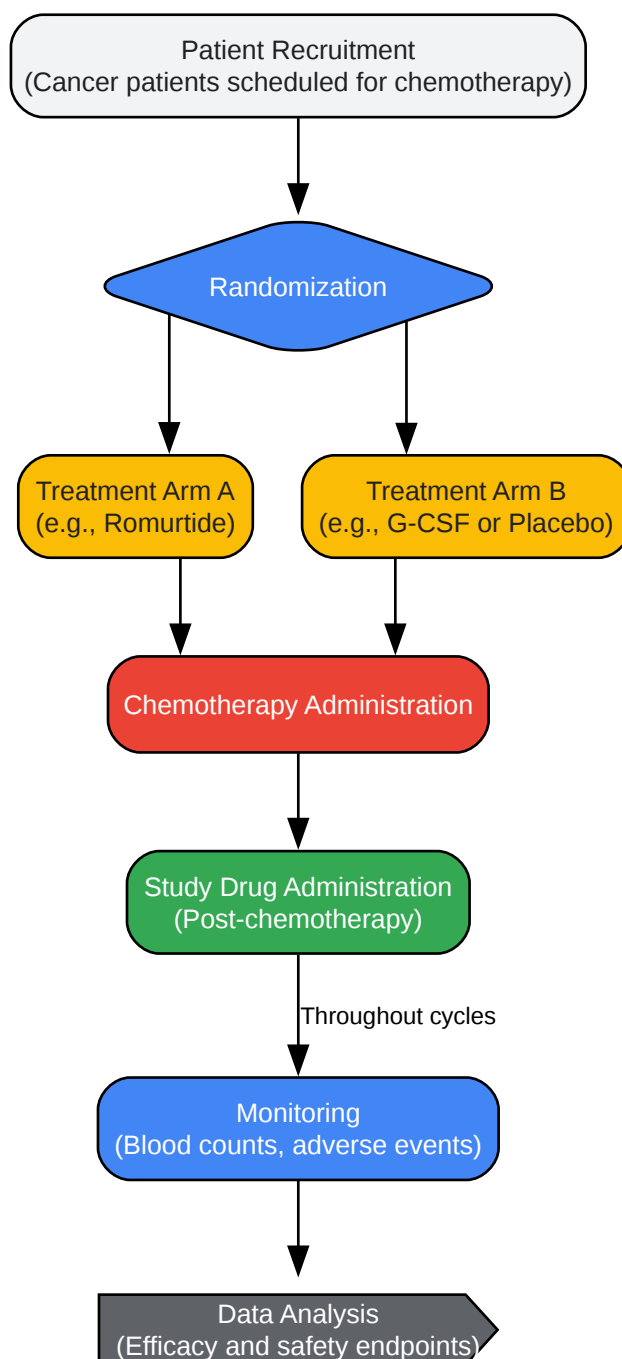 Patient Recruitment
(Cancer patients scheduled for chemotherapy)
Randomization
Treatment Arm A
(e.g., Romurtide)
Treatment Arm B
(e.g., G-CSF or Placebo)
Chemotherapy Administration
Study Drug Administration
(Post-chemotherapy)
Throughout cycles
Monitoring
(Blood counts, adverse events)
Data Analysis
(Efficacy and safety endpoints)